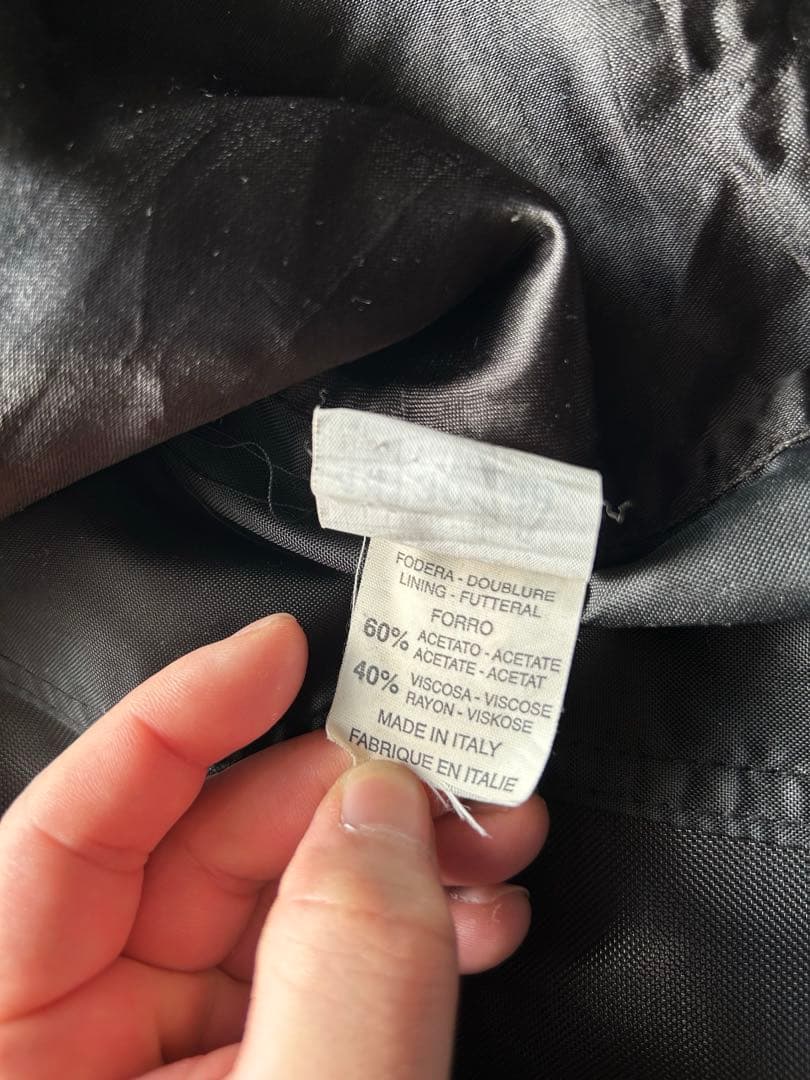 FODERA - DOUBLURE
LINING - FUTTERAL
FORRO
60% ACETATO - ACETATE
ACETATE - ACETAT
40% VISCOSA - VISCOSE
RAYON - VISKOSE
MADE IN ITALY
FABRIQUE EN ITALIE